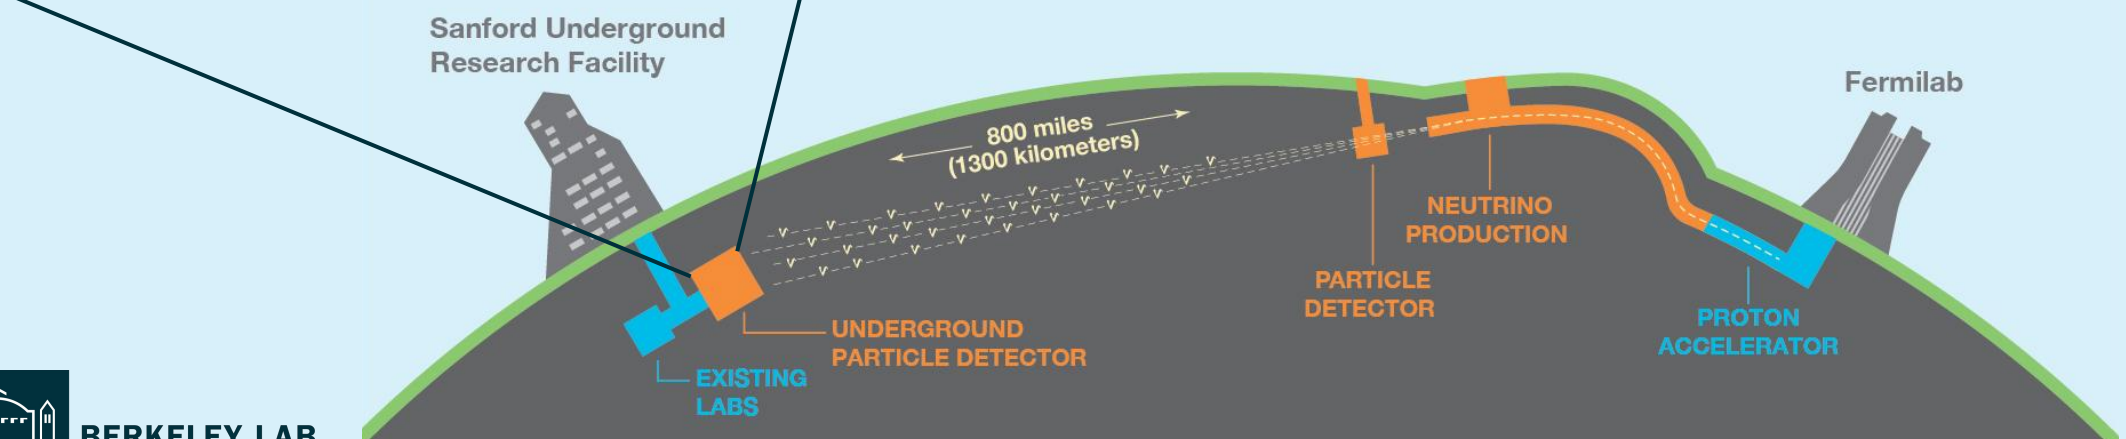 Sanford Underground
Research Facility
Fermilab
800 miles
(1300 kilometers)
NEUTRINO
PRODUCTION
PARTICLE
DETECTOR
PROTON
ACCELERATOR
UNDERGROUND
PARTICLE DETECTOR
EXISTING
LABS
BERKELEY LAB